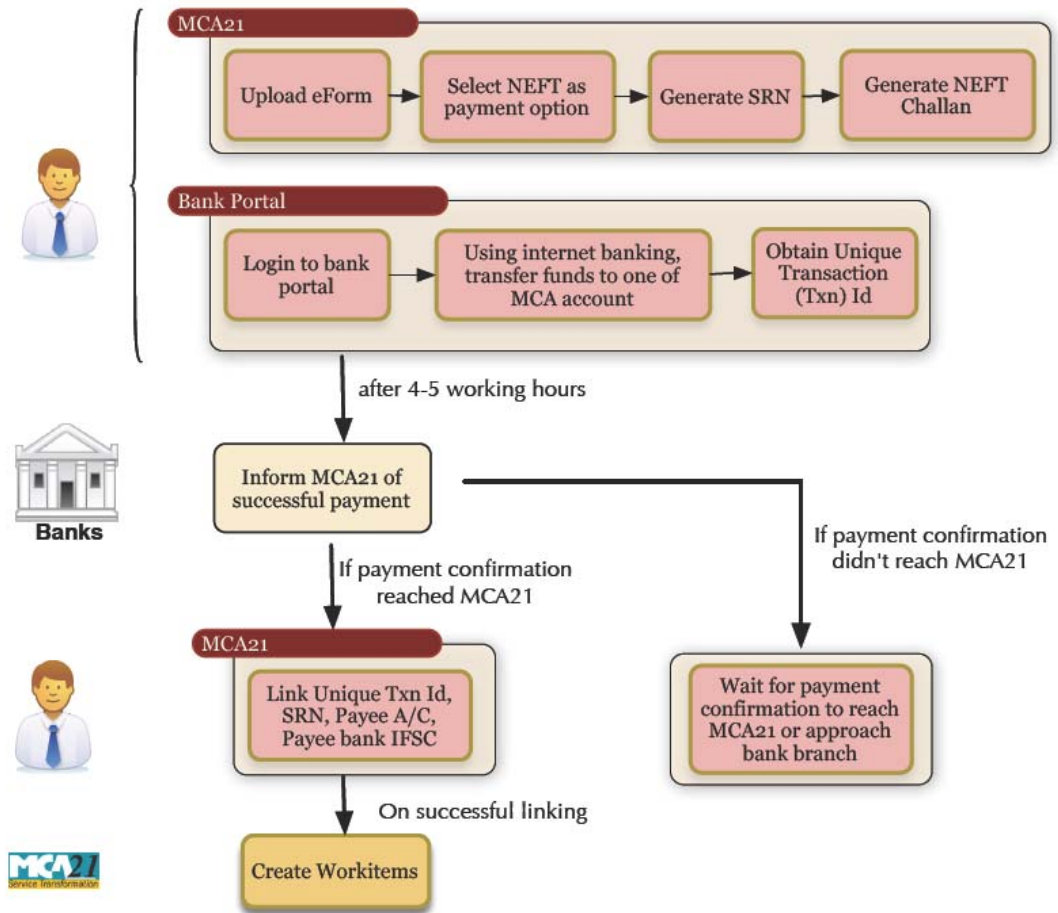 MCA21
Upload eForm
Select NEFT as
payment option
Generate SRN
Generate NEFT
Challan
Bank Portal
Login to bank
portal
Using internet banking,
transfer funds to one of
MCA account
Obtain Unique
Transaction
(Txn) Id
after 4-5 working hours
Banks
Inform MCA21 of
successful payment
If payment confirmation
didn't reach MCA21
If payment confirmation
reached MCA21
MCA21
Link Unique Txn Id,
SRN, Payee A/C,
Payee bank IFSC
Wait for payment
confirmation to reach
MCA21 or approach
bank branch
On successful linking
MCA21
Service Transformation
Create Workitems